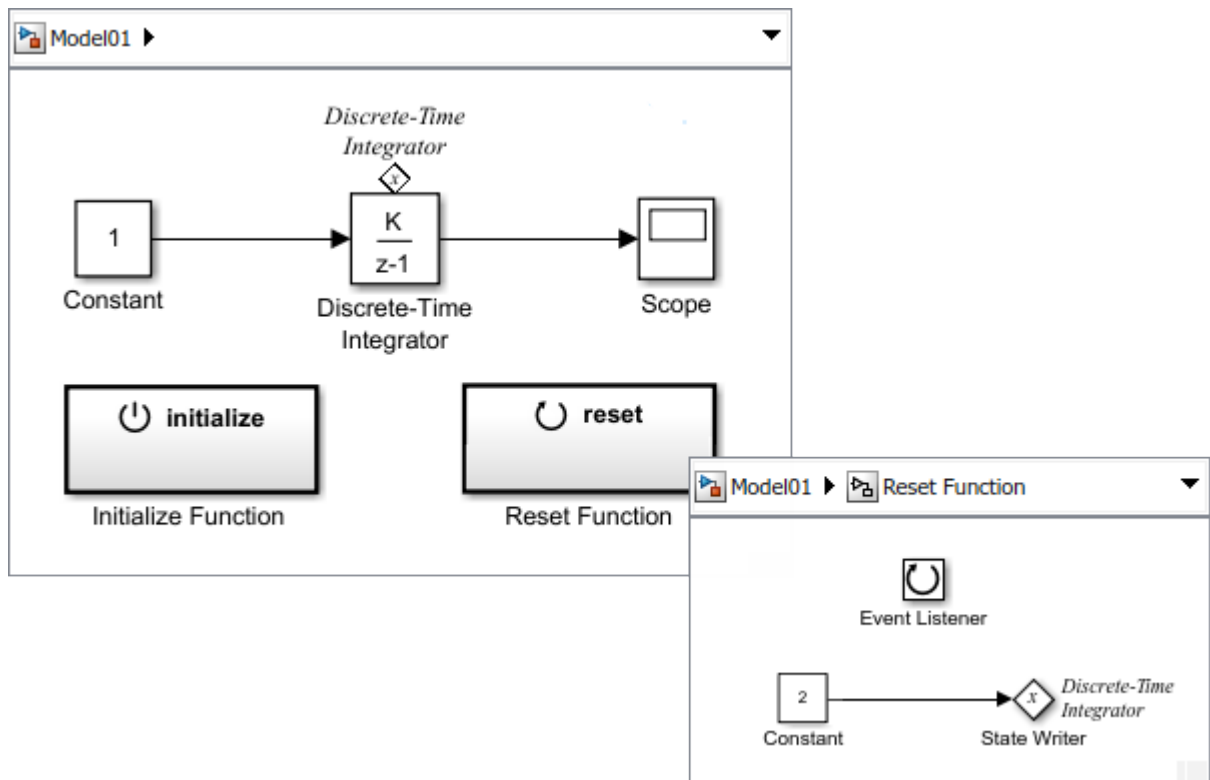 Model01
Discrete-Time
Integrator
x
1
K
z-1
Constant
Discrete-Time
Integrator
Scope
initialize
reset
Initialize Function
Reset Function
Model01 Reset Function
Event Listener
2
x
Discrete-Time
Integrator
Constant
State Writer